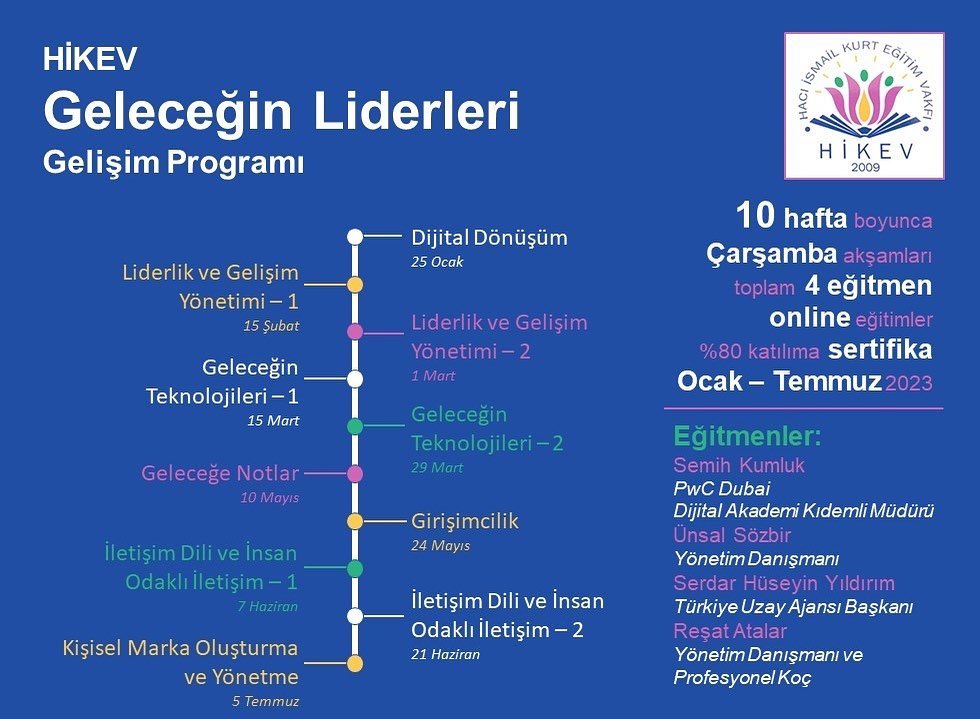 HİKEV
Geleceğin Liderleri
Gelişim Programı
HACI İSMAİL KURT EĞİTİM VAKFI
HİKEV
2009
Dijital Dönüşüm
25 Ocak
Liderlik ve Gelişim
Yönetimi – 1
15 Şubat
Liderlik ve Gelişim
Yönetimi – 2
1 Mart
Geleceğin
Teknolojileri – 1
15 Mart
Geleceğin
Teknolojileri – 2
29 Mart
Geleceğe Notlar
10 Mayıs
Girişimcilik
24 Mayıs
İletişim Dili ve İnsan
Odaklı İletişim – 1
7 Haziran
İletişim Dili ve İnsan
Odaklı İletişim – 2
21 Haziran
Kişisel Marka Oluşturma
ve Yönetme
5 Temmuz
10 hafta boyunca
Çarşamba akşamları
toplam 4 eğitmen
online eğitimler
%80 katılıma sertifika
Ocak – Temmuz 2023
Eğitmenler:
Semih Kumluk
PwC Dubai
Dijital Akademi Kıdemli Müdürü
Ünsal Sözbir
Yönetim Danışmanı
Serdar Hüseyin Yıldırım
Türkiye Uzay Ajansı Başkanı
Reşat Atalar
Yönetim Danışmanı ve
Profesyonel Koç